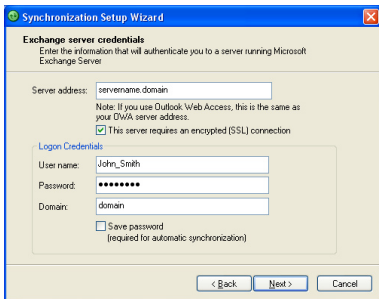 Synchronization Setup Wizard
Exchange server credentials
Enter the information that will authenticate you to a server running Microsoft
Exchange Server
Server address: servername.domain
Note: If you use Outlook Web Access, this is the same as
your OWA server address.
This server requires an encrypted (SSL) connection
Logon Credentials
User name: John_Smith
Password: ●●●●●●●●
Domain: domain
Save password
(required for automatic synchronization)
< Back Next > Cancel